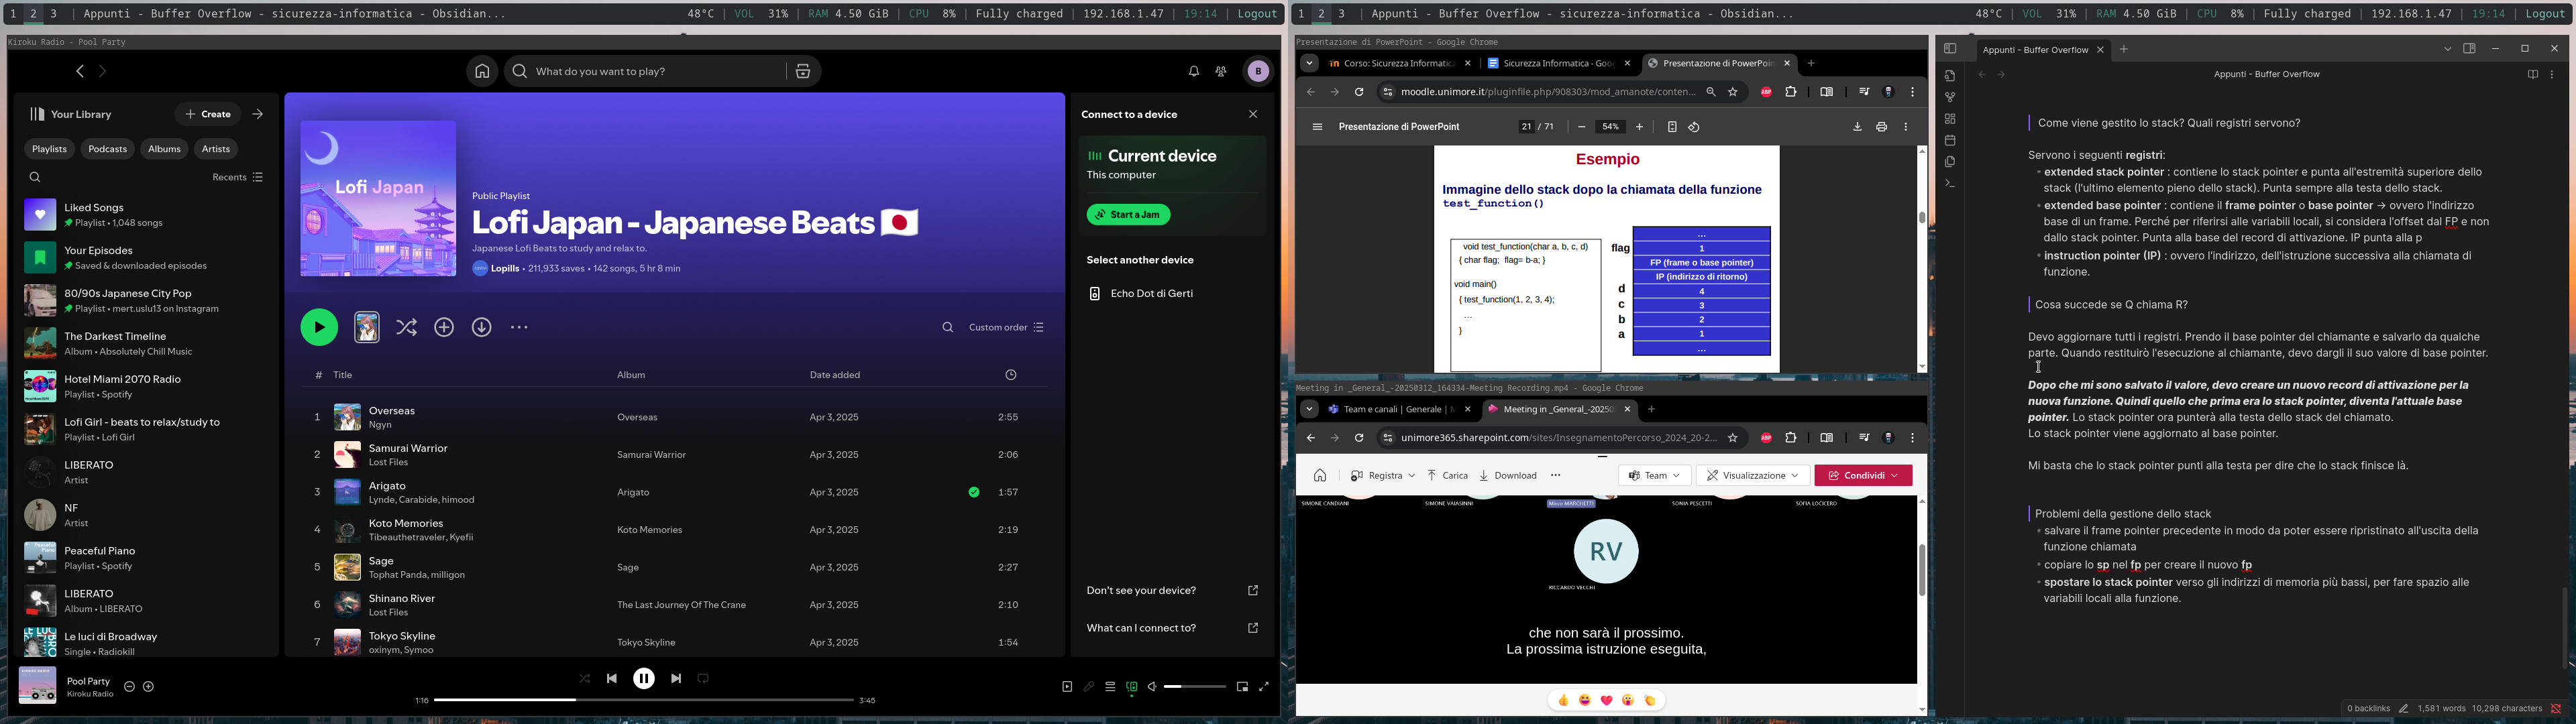 1 2 3 Appunti - Buffer Overflow - sicurezza-informatica - Obsidian... 48°C | VOL 31% | RAM 4.50 GiB | CPU 8% | Fully charged | 192.168.1.47 | 19:14 | Logout
Kiroku Radio - Pool Party
What do you want to play?
B
Your Library
Create
Playlists Podcasts Albums Artists
Recents
Liked Songs
Playlist • 1,048 songs
Your Episodes
Saved & downloaded episodes
80/90s Japanese City Pop
Playlist • mert.uslu13 on Instagram
The Darkest Timeline
Album • Absolutely Chill Music
Hotel Miami 2070 Radio
Playlist • Spotify
Lofi Girl - beats to relax/study to
Playlist • Lofi Girl
LIBERATO
Artist
NF
Artist
Peaceful Piano
Playlist • Spotify
LIBERATO
Album • LIBERATO
Le luci di Broadway
Single • Radiokill
Lofi Japan
Public Playlist
Lofi Japan - Japanese Beats 🇯🇵
Japanese Lofi Beats to study and relax to.
Lopills • 211,933 saves • 142 songs, 5 hr 8 min
Custom order
# Title Album Date added
1 Overseas Overseas Apr 3, 2025 2:55
Ngyn
2 Samurai Warrior Samurai Warrior Apr 3, 2025 2:06
Lost Files
3 Arigato Arigato Apr 3, 2025 1:57
Lynde, Carabide, himood
4 Koto Memories Koto Memories Apr 3, 2025 2:19
Tibeauthetraveler, Kyefii
5 Sage Sage Apr 3, 2025 2:27
Tophat Panda, milligon
6 Shinano River The Last Journey Of The Crane Apr 3, 2025 2:10
Lost Files
7 Tokyo Skyline Tokyo Skyline Apr 3, 2025 1:54
oxinym, Symoo
Connect to a device
Current device
This computer
Start a Jam
Select another device
Echo Dot di Gerti
Don't see your device?
What can I connect to?
Pool Party
Kiroku Radio
1:16 3:45
1 2 3 Appunti - Buffer Overflow - sicurezza-informatica - Obsidian... 48°C | VOL 31% | RAM 4.50 GiB | CPU 8% | Fully charged | 192.168.1.47 | 19:14 | Logout
Presentazione di PowerPoint - Google Chrome
Corso: Sicurezza Informatica Sicurezza Informatica - Goo Presentazione di PowerPoin
moodle.unimore.it/pluginfile.php/908303/mod_amanote/conten...
Presentazione di PowerPoint 21 / 71 54%
Esempio
Immagine dello stack dopo la chiamata della funzione
test_function()
void test_function(char a, b, c, d)
{ char flag; flag= b-a; }
void main()
{ test_function(1, 2, 3, 4);
...
}
...
flag 1
FP (frame o base pointer)
IP (indirizzo di ritorno)
d 4
c 3
b 2
a 1
...
Meeting in _General_-20250312_164334-Meeting Recording.mp4 - Google Chrome
Team e canali | Generale | Meeting in _General_-20250
unimore365.sharepoint.com/sites/InsegnamentoPercorso_2024_20-2...
Registra Carica Download ... Team Visualizzazione Condividi
SIMONE CANDIANI SIMONE VAIASINNI Mirco MARCHETTI SONIA PESCETTI SOFIA LOCICERO
RV
RICCARDO VECCHI
che non sarà il prossimo.
La prossima istruzione eseguita,
Appunti - Buffer Overflow
Appunti - Buffer Overflow
Come viene gestito lo stack? Quali registri servono?
Servono i seguenti registri:
• extended stack pointer : contiene lo stack pointer e punta all'estremità superiore dello
stack (l'ultimo elemento pieno dello stack). Punta sempre alla testa dello stack.
• extended base pointer : contiene il frame pointer o base pointer → ovvero l'indirizzo
base di un frame. Perché per riferirsi alle variabili locali, si considera l'offset dal FP e non
dallo stack pointer. Punta alla base del record di attivazione. IP punta alla p
• instruction pointer (IP) : ovvero l'indirizzo, dell'istruzione successiva alla chiamata di
funzione.
Cosa succede se Q chiama R?
Devo aggiornare tutti i registri. Prendo il base pointer del chiamante e salvarlo da qualche
parte. Quando restituirò l'esecuzione al chiamante, devo dargli il suo valore di base pointer.
Dopo che mi sono salvato il valore, devo creare un nuovo record di attivazione per la
nuova funzione. Quindi quello che prima era lo stack pointer, diventa l'attuale base
pointer. Lo stack pointer ora punterà alla testa dello stack del chiamato.
Lo stack pointer viene aggiornato al base pointer.
Mi basta che lo stack pointer punti alla testa per dire che lo stack finisce là.
Problemi della gestione dello stack
• salvare il frame pointer precedente in modo da poter essere ripristinato all'uscita della
funzione chiamata
• copiare lo sp nel fp per creare il nuovo fp
• spostare lo stack pointer verso gli indirizzi di memoria più bassi, per fare spazio alle
variabili locali alla funzione.
0 backlinks 1,581 words 10,298 characters